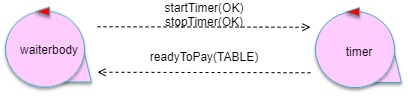 startTimer(OK)
stopTimer(OK)
waiterbody
timer
readyToPay(TABLE)